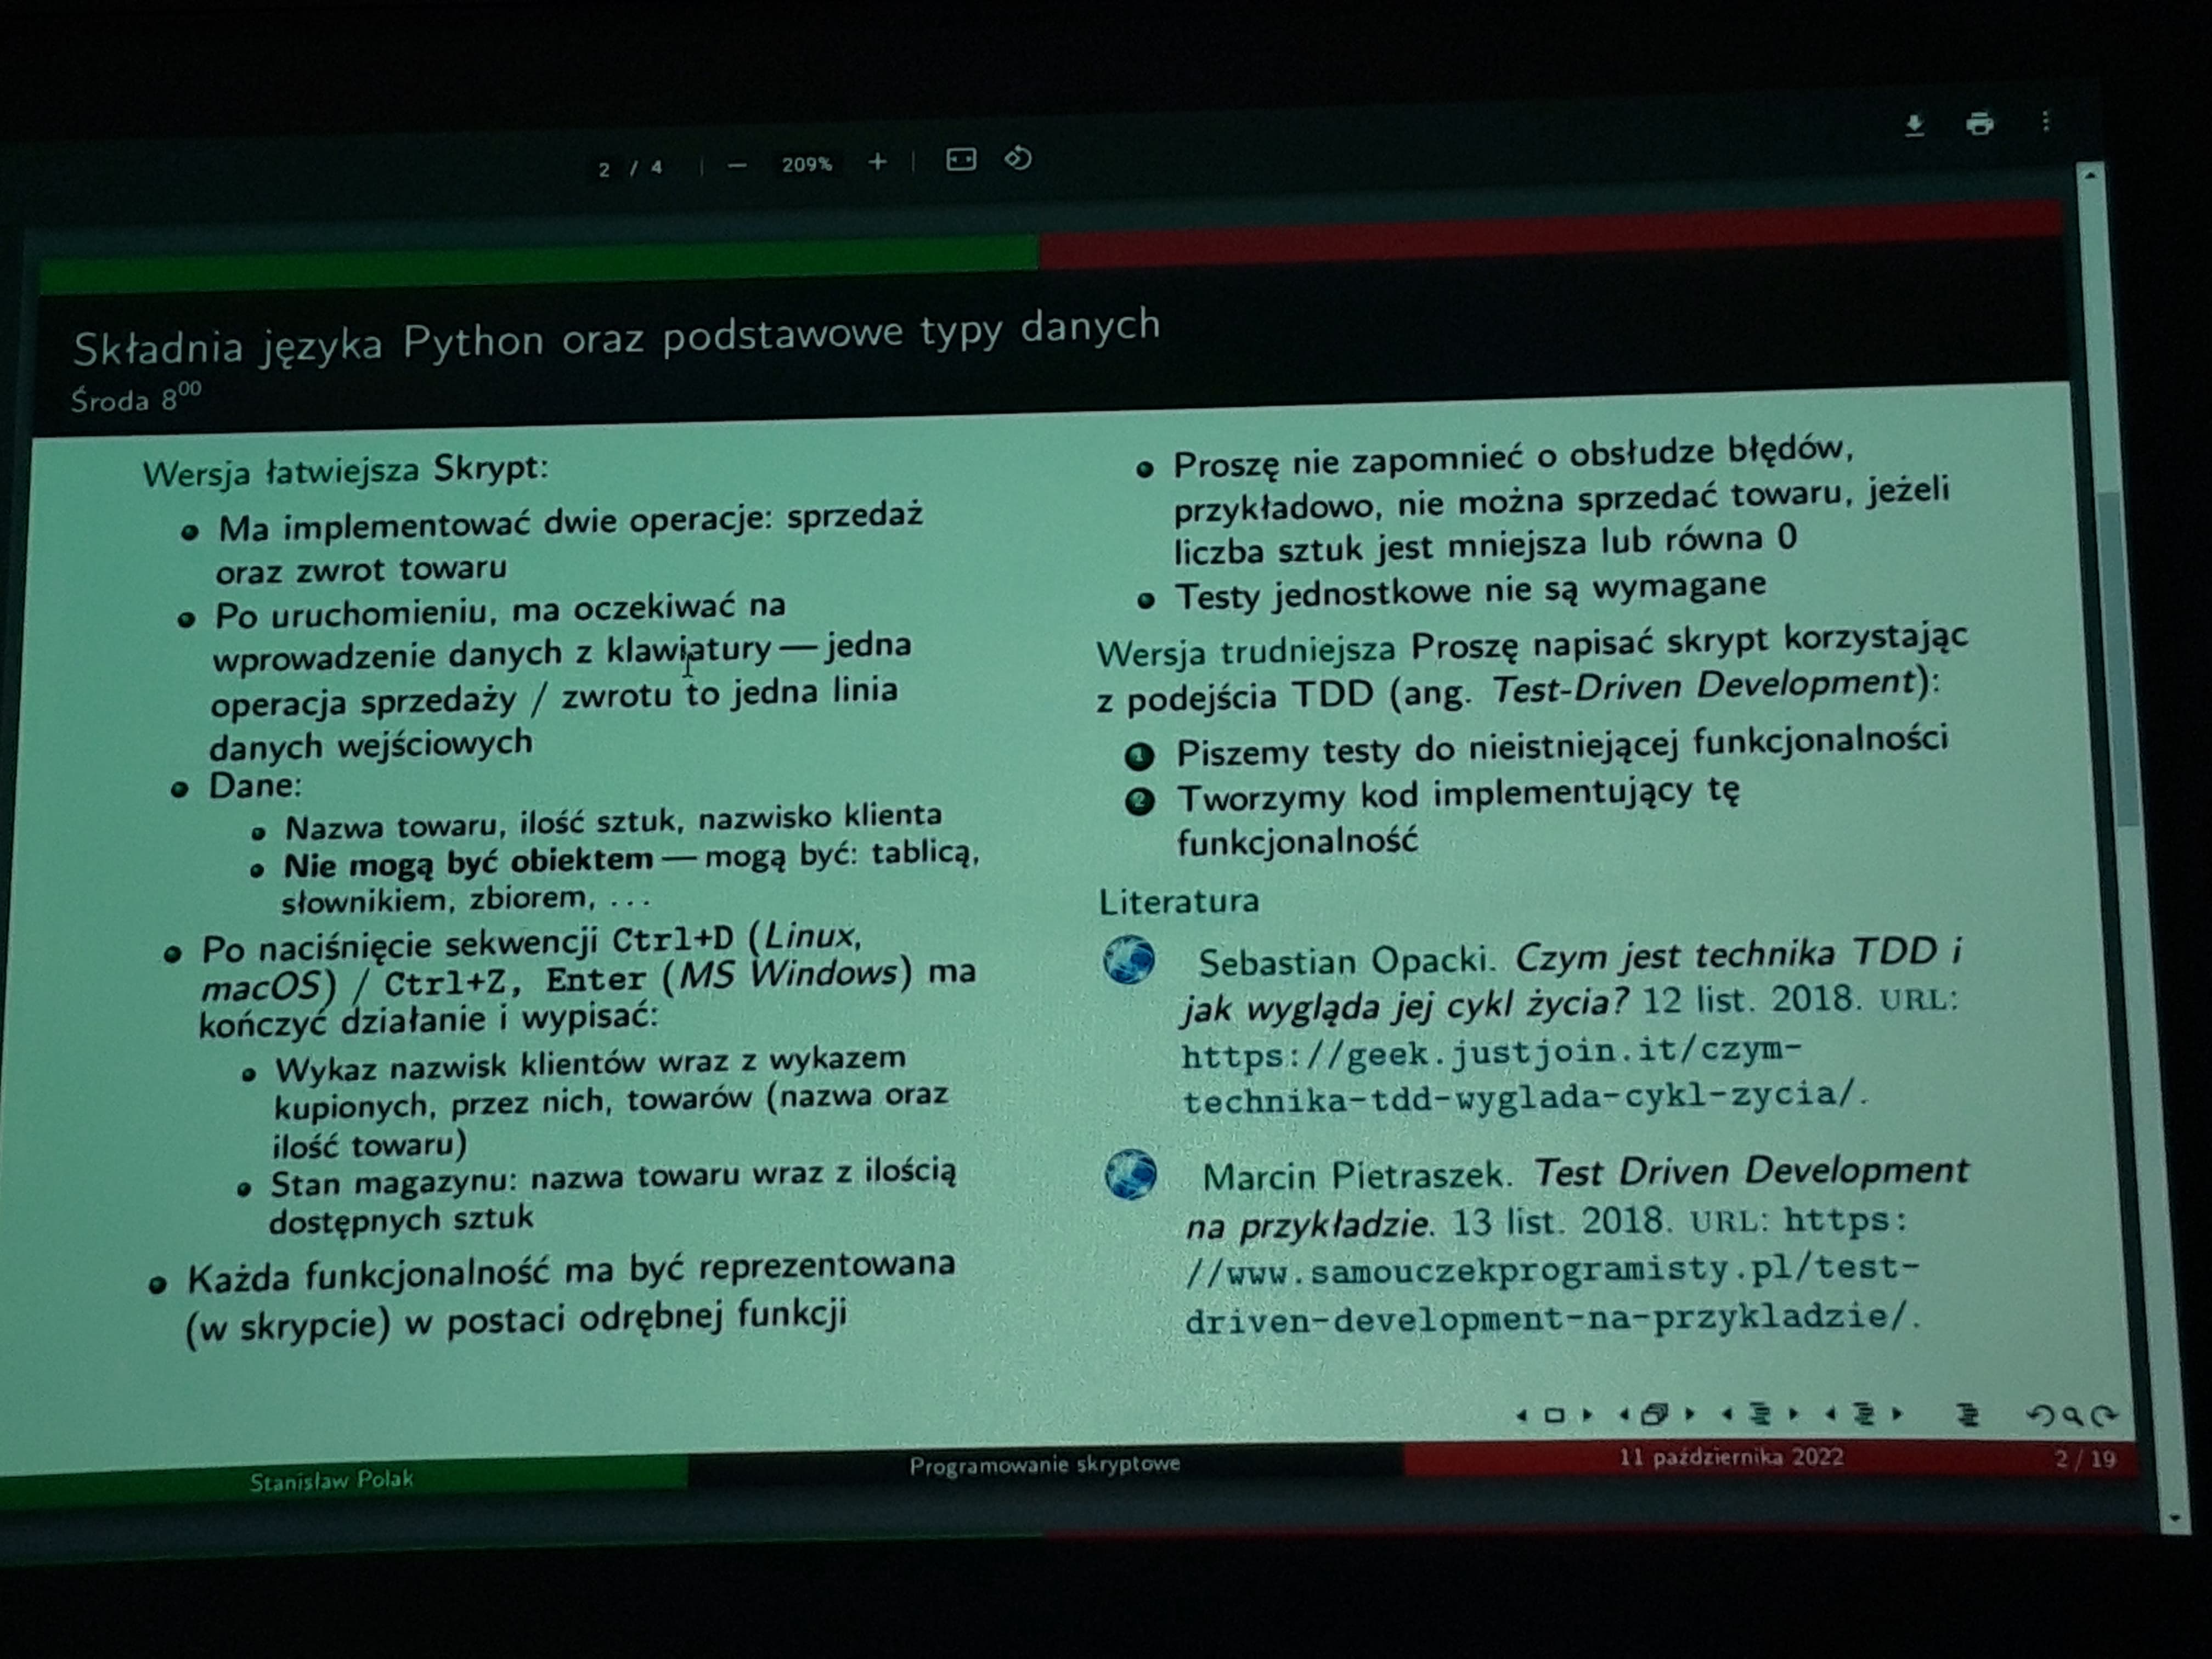 2 / 4 | — 209% + |
Składnia języka Python oraz podstawowe typy danych
Środa 8⁰⁰
Wersja łatwiejsza Skrypt:
Ma implementować dwie operacje: sprzedaż
oraz zwrot towaru
Po uruchomieniu, ma oczekiwać na
wprowadzenie danych z klawiatury — jedna
operacja sprzedaży / zwrotu to jedna linia
danych wejściowych
Dane:
Nazwa towaru, ilość sztuk, nazwisko klienta
Nie mogą być obiektem — mogą być: tablicą,
słownikiem, zbiorem, ...
Po naciśnięcie sekwencji Ctrl+D (Linux,
macOS) / Ctrl+Z, Enter (MS Windows) ma
kończyć działanie i wypisać:
Wykaz nazwisk klientów wraz z wykazem
kupionych, przez nich, towarów (nazwa oraz
ilość towaru)
Stan magazynu: nazwa towaru wraz z ilością
dostępnych sztuk
Każda funkcjonalność ma być reprezentowana
(w skrypcie) w postaci odrębnej funkcji
Proszę nie zapomnieć o obsłudze błędów,
przykładowo, nie można sprzedać towaru, jeżeli
liczba sztuk jest mniejsza lub równa 0
Testy jednostkowe nie są wymagane
Wersja trudniejsza Proszę napisać skrypt korzystając
z podejścia TDD (ang. Test-Driven Development):
1 Piszemy testy do nieistniejącej funkcjonalności
2 Tworzymy kod implementujący tę
funkcjonalność
Literatura
Sebastian Opacki. Czym jest technika TDD i
jak wygląda jej cykl życia? 12 list. 2018. URL:
https://geek.justjoin.it/czym-
technika-tdd-wyglada-cykl-zycia/.
Marcin Pietraszek. Test Driven Development
na przykładzie. 13 list. 2018. URL: https:
//www.samouczekprogramisty.pl/test-
driven-development-na-przykladzie/.
Stanisław Polak
Programowanie skryptowe
11 października 2022
2 / 19